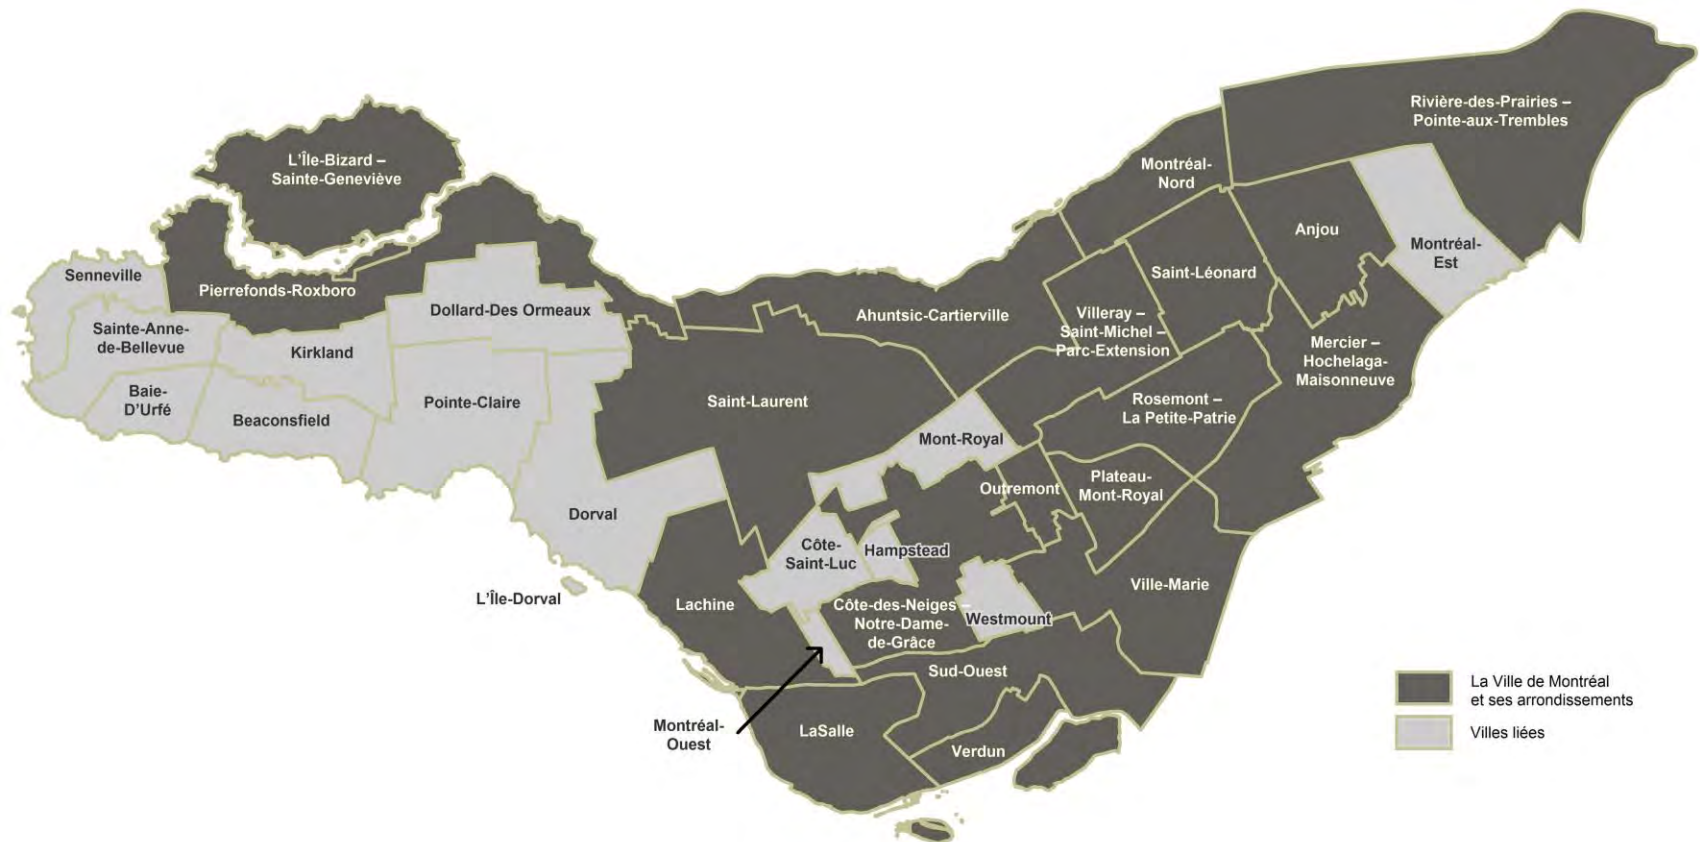 Rivière-des-Prairies –
Pointe-aux-Trembles
L'Île-Bizard –
Sainte-Geneviève
Montréal-
Nord
Anjou
Montréal-
Est
Senneville
Pierrefonds-Roxboro
Saint-Léonard
Dollard-Des Ormeaux
Ahuntsic-Cartierville
Villeray –
Saint-Michel –
Parc-Extension
Sainte-Anne-
de-Bellevue
Kirkland
Mercier –
Hochelaga-
Maisonneuve
Baie-
D'Urfé
Beaconsfield
Pointe-Claire
Saint-Laurent
Rosemont –
La Petite-Patrie
Mont-Royal
Outremont
Plateau-
Mont-Royal
Dorval
Côte-
Saint-Luc
Hampstead
Ville-Marie
L'Île-Dorval
Lachine
Côte-des-Neiges –
Notre-Dame-
de-Grâce
Westmount
Sud-Ouest
Montréal-
Ouest
LaSalle
Verdun
La Ville de Montréal
et ses arrondissements
Villes liées